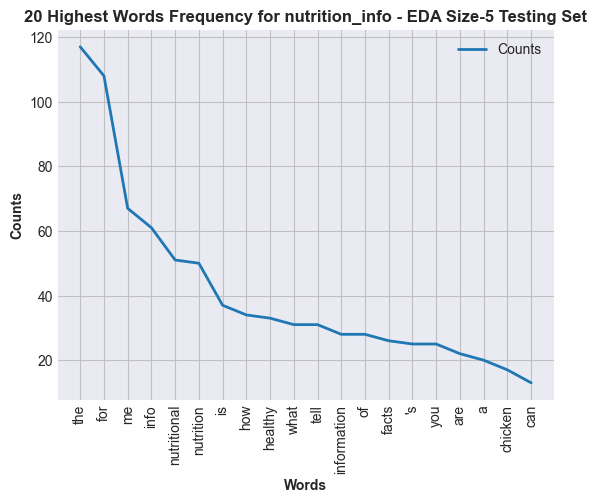 20 Highest Words Frequency for nutrition_info - EDA Size-5 Testing Set
Counts
120
100
80
60
40
20
Counts
the
for
me
info
nutritional
nutrition
is
how
healthy
what
tell
information
of
facts
's
you
are
a
chicken
can
Words